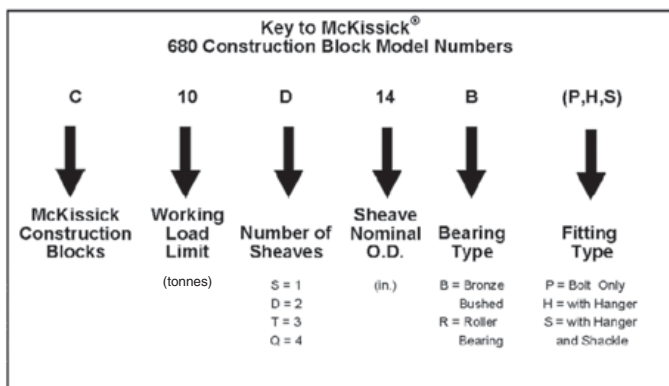 Key to McKissick®
680 Construction Block Model Numbers
C 10 D 14 B (P,H,S)
McKissick
Construction
Blocks
Working
Load
Limit
(tonnes)
Number of
Sheaves
S = 1
D = 2
T = 3
Q = 4
Sheave
Nominal
O.D.
(in.)
Bearing
Type
B = Bronze
Bushed
R = Roller
Bearing
Fitting
Type
P = Bolt Only
H = with Hanger
S = with Hanger
and Shackle